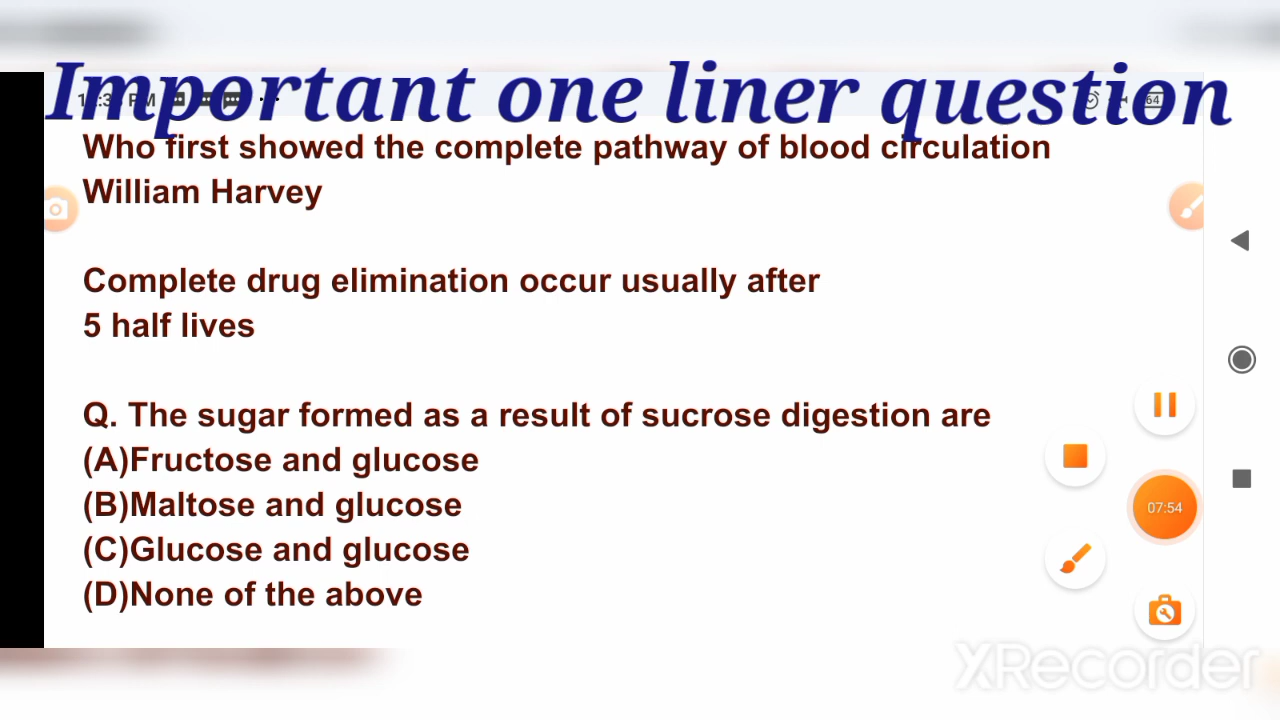 Important one liner question
64
Who first showed the complete pathway of blood circulation
William Harvey
Complete drug elimination occur usually after
5 half lives
Q. The sugar formed as a result of sucrose digestion are
(A)Fructose and glucose
(B)Maltose and glucose
(C)Glucose and glucose
(D)None of the above
07:54
XRecorder